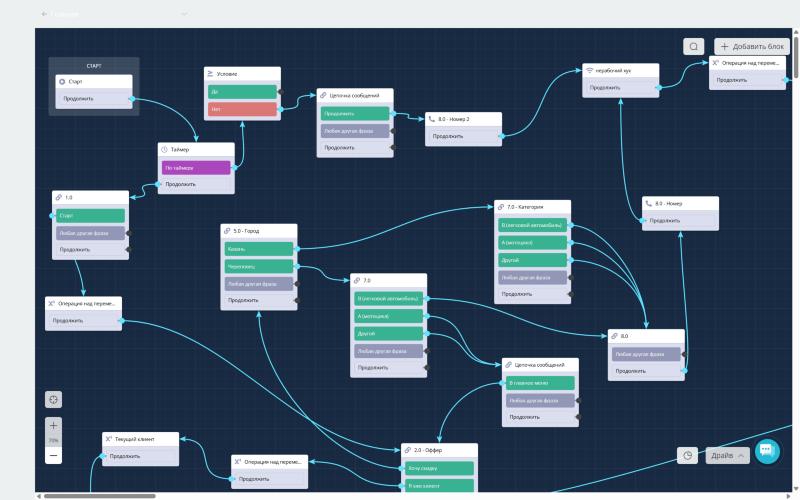 Добавить блок
СТАРТ
Старт
Продолжить
Условие
Да
Нет
Цепочка сообщений
Продолжить
Любая другая фраза
Продолжить
8.0 - Номер 2
Продолжить
нерабочий кук
Продолжить
Операция над переме...
Продолжить
Таймер
По таймеру
Продолжить
1.0
Старт
Любая другая фраза
Продолжить
5.0 - Город
Казань
Череповец
Любая другая фраза
Продолжить
7.0 - Категория
B (легковой автомобиль)
A (мотоцикл)
Другой
Любая другая фраза
Продолжить
8.0 - Номер
Продолжить
Операция над переме...
Продолжить
7.0
B (легковой автомобиль)
A (мотоцикл)
Другой
Любая другая фраза
Продолжить
8.0
Любая другая фраза
Продолжить
Цепочка сообщений
В главное меню
Любая другая фраза
Продолжить
70%
Текущий клиент
Продолжить
Операция над переме...
Продолжить
2.0 - Оффер
Хочу скидку
Я уже клиент
Драйв